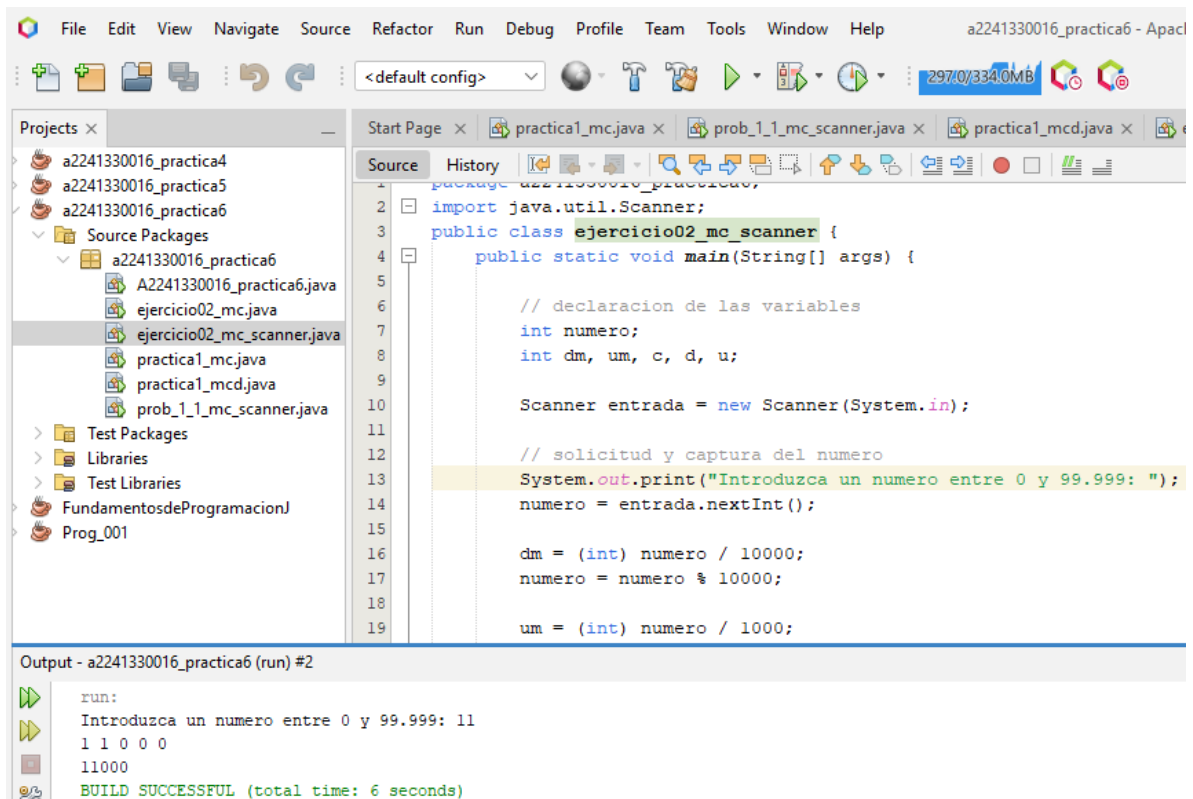 File Edit View Navigate Source Refactor Run Debug Profile Team Tools Window Help a2241330016_practica6 - Apac
<default config> 297.0/334.0MB
Projects
Start Page practica1_mc.java prob_1_1_mc_scanner.java practica1_mcd.java
Source History
a2241330016_practica4
a2241330016_practica5
a2241330016_practica6
Source Packages
a2241330016_practica6
A2241330016_practica6.java
ejercicio02_mc.java
ejercicio02_mc_scanner.java
practica1_mc.java
practica1_mcd.java
prob_1_1_mc_scanner.java
Test Packages
Libraries
Test Libraries
FundamentosdeProgramacionJ
Prog_001
1 package a2241330016_practica6;
2 import java.util.Scanner;
3 public class ejercicio02_mc_scanner {
4 public static void main(String[] args) {
5
6 // declaracion de las variables
7 int numero;
8 int dm, um, c, d, u;
9
10 Scanner entrada = new Scanner(System.in);
11
12 // solicitud y captura del numero
13 System.out.print("Introduzca un numero entre 0 y 99.999: ");
14 numero = entrada.nextInt();
15
16 dm = (int) numero / 10000;
17 numero = numero % 10000;
18
19 um = (int) numero / 1000;
Output - a2241330016_practica6 (run) #2
run:
Introduzca un numero entre 0 y 99.999: 11
1 1 0 0 0
11000
BUILD SUCCESSFUL (total time: 6 seconds)